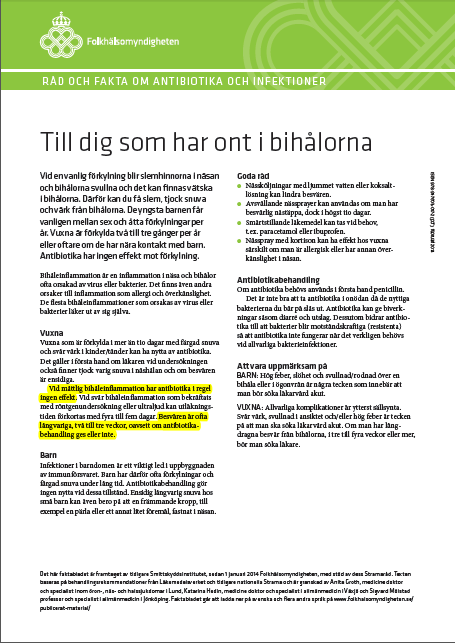 Folkhälsomyndigheten
RÅD OCH FAKTA OM ANTIBIOTIKA OCH INFEKTIONER
Till dig som har ont i bihålorna
Vid en vanlig förkylning blir slemhinnorna i näsan
och bihålorna svullna och det kan finnas vätska
i bihålorna. Därför kan du få slem, tjock snuva
och värk från bihålorna. De yngsta barnen får
vanligen mellan sex och åtta förkylningar per
år. Vuxna är förkylda två till tre gånger per år
eller oftare om de har nära kontakt med barn.
Antibiotika har ingen effekt mot förkylning.
Bihåleinflammation är en inflammation i näsa och bihålor
ofta orsakad av virus eller bakterier. Det finns även andra
orsaker till inflammation som allergi och överkänslighet.
De flesta bihåleinflammationer som orsakas av virus eller
bakterier läker ut av sig själva.
Vuxna
Vuxna som är förkylda i mer än tio dagar med färgad snuva
och svår värk i kinder/tänder kan ha nytta av antibiotika.
Det gäller i första hand om läkaren vid undersökningen
också finner tjock varig snuva i näshålan och om besvären
är ensidiga.
Vid måttlig bihåleinflammation har antibiotika i regel
ingen effekt. Vid svår bihåleinflammation som bekräftats
med röntgenundersökning eller ultraljud kan utläknings-
tiden förkortas med fyra till fem dagar. Besvären är ofta
långvariga, två till tre veckor, oavsett om antibiotika-
behandling ges eller inte.
Barn
Infektioner i barndomen är ett viktigt led i uppbyggnaden
av immunförsvaret. Barn har därför ofta förkylningar och
färgad snuva under lång tid. Antibiotikabehandling gör
ingen nytta vid dessa tillstånd. Ensidig långvarig snuva hos
små barn kan även bero på att en främmande kropp, till
exempel en pärla eller ett annat litet föremål, fastnat i näsan.
Goda råd
Nässköljningar med ljummet vatten eller koksalt-
lösning kan lindra besvären.
Avsvällande nässprayer kan användas om man har
besvärlig nästäppa, dock i högst tio dagar.
Smärtstillande läkemedel kan tas vid behov,
t.ex. paracetamol eller ibuprofen.
Nässpray med kortison kan ha effekt hos vuxna
särskilt om man är allergisk eller har annan över-
känslighet i näsan.
Antibiotikabehandling
Om antibiotika behövs används i första hand penicillin.
Det är inte bra att ta antibiotika i onödan då de nyttiga
bakterierna du bär på slås ut. Antibiotika kan ge biverk-
ningar såsom diarré och utslag. Dessutom bidrar antibio-
tika till att bakterier blir motståndskraftiga (resistenta)
så att antibiotika inte fungerar när det verkligen behövs
vid allvarliga bakterieinfektioner.
Att vara uppmärksam på
BARN: Hög feber, slöhet och svullnad/rodnad över en
bihåla eller i ögonvrån är några tecken som innebär att
man bör söka läkarvård akut.
VUXNA: Allvarliga komplikationer är ytterst sällsynta.
Svår värk, svullnad i ansiktet och/eller hög feber är tecken
på att man ska söka läkarvård akut. Om man har lång-
dragna besvär från bihålorna, i tre till fyra veckor eller mer,
bör man söka läkare.
Det här faktabladet är framtaget av tidigare Smittskyddsinstitutet, sedan 1 januari 2014 Folkhälsomyndigheten, med stöd av dess Stramaråd. Texten
baseras på behandlingsrekommendationer från Läkemedelsverket och tidigare nationella Strama och är granskad av Anita Groth, medicine doktor
och specialist inom öron-, näs- och halssjukdomar i Lund, Katarina Hedin, medicine doktor och specialist i allmänmedicin i Växjö och Sigvard Mölstad
professor och specialist i allmänmedicin i Jönköping. Faktabladet går att ladda ner på svenska och flera andra språk på www.folkhalsomyndigheten.se/
publicerat-material/